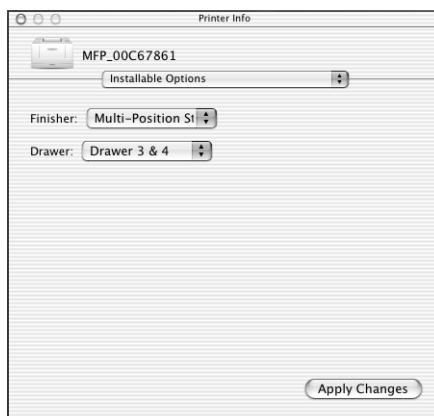 Printer Info
MFP_00C67861
Installable Options
Finisher: Multi-Position St
Drawer: Drawer 3 & 4
Apply Changes